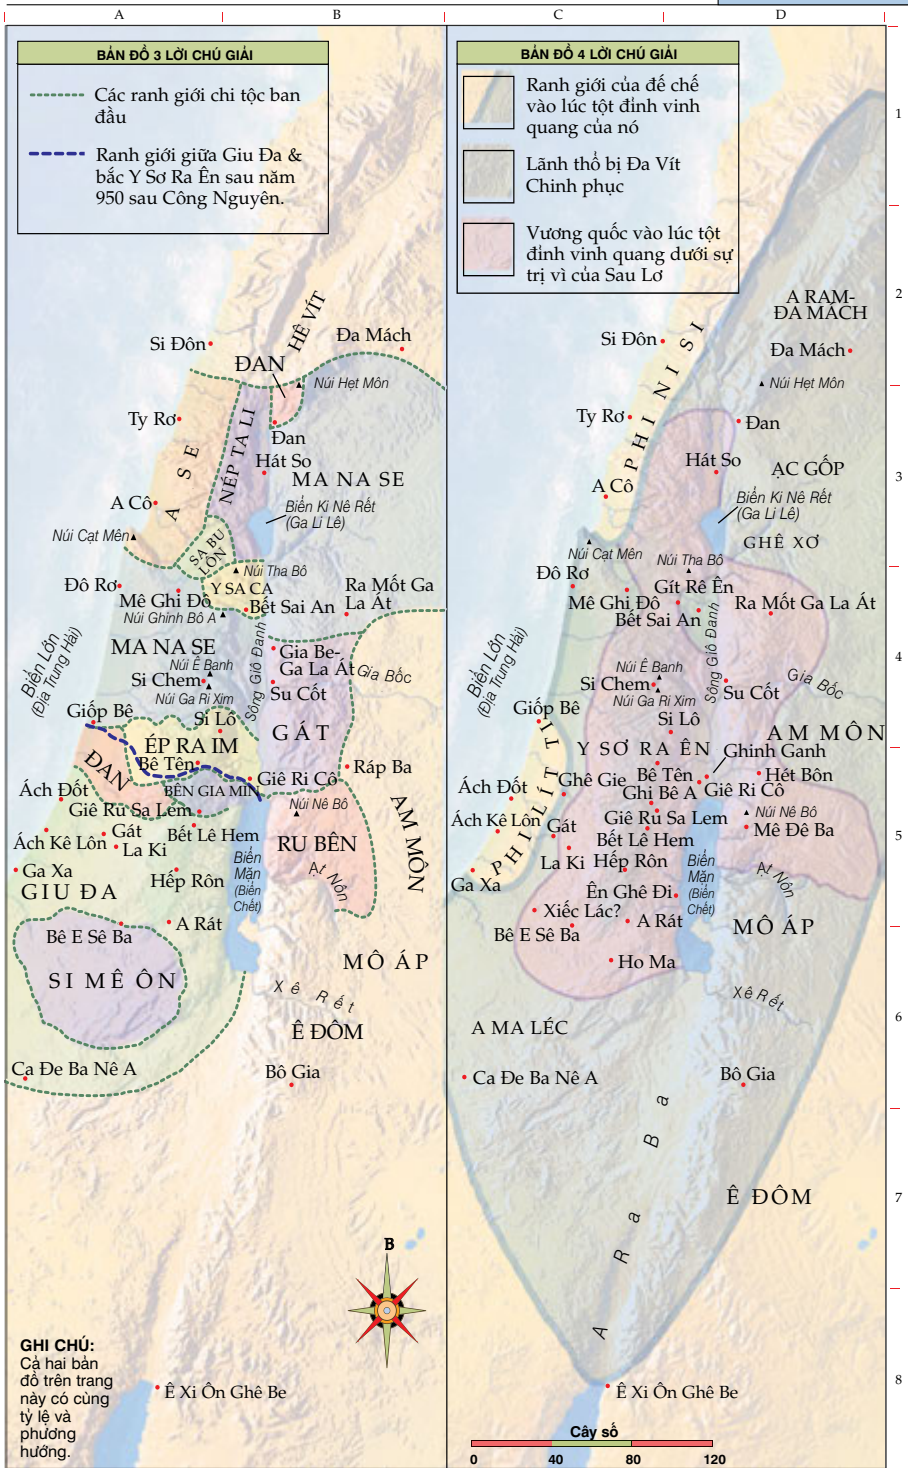 A
B
C
D
BẢN ĐỒ 3 LỜI CHÚ GIẢI
Các ranh giới chi tộc ban
đầu
Ranh giới giữa Giu Đa &
bắc Y Sơ Ra Ên sau năm
950 sau Công Nguyên.
HÊ VÍT
Si Đôn
Đa Mách
ĐAN
Núi Hẹt Môn
Ty Rơ
A SE
NÉP TA LI
Đan
Hát So
MA NA SE
A Cô
Biển Ki Nê Rết
(Ga Li Lê)
Núi Cạt Mên
SA BU
LÔN
Núi Tha Bô
Y SA CA
Đô Rơ
Mê Ghi Đô
Bết Sai An
Ra Mốt Ga
La Át
Núi Ghinh Bô A
MA NA SE
Sông Giô Đanh
Gia Be-
Ga La Át
Biển Lớn
(Địa Trung Hải)
Núi Ê Banh
Si Chem
Núi Ga Ri Xim
Su Cốt
Gia Bốc
Giốp Bê
Si Lô
GÁT
ÉP RA IM
ĐAN
Bê Tên
Giê Ri Cô
Ráp Ba
BÊN GIA MIN
Ách Đốt
Giê Ru Sa Lem
Núi Nê Bô
AM MÔN
Ách Kê Lôn
Gát
Bết Lê Hem
RU BÊN
La Ki
Ga Xa
Hếp Rôn
Biển
Mặn
(Biển
Chết)
Ạt Nôn
GIU ĐA
A Rát
Bê E Sê Ba
SI MÊ ÔN
MÔ ÁP
Xê Rết
Ê ĐÔM
Ca Đe Ba Nê A
Bô Gia
B
GHI CHÚ:
Cả hai bản
đồ trên trang
này có cùng
tỷ lệ và
phương
hướng.
Ê Xi Ôn Ghê Be
BẢN ĐỒ 4 LỜI CHÚ GIẢI
Ranh giới của đế chế
vào lúc tột đỉnh vinh
quang của nó
Lãnh thổ bị Đa Vít
Chinh phục
Vương quốc vào lúc tột
đỉnh vinh quang dưới sự
trị vì của Sau Lơ
A RAM-
ĐA MÁCH
Si Đôn
Đa Mách
PHI NI SI
Núi Hẹt Môn
Ty Rơ
Đan
Hát So
ẠC GỐP
A Cô
Biển Ki Nê Rết
(Ga Li Lê)
GHÊ XƠ
Núi Cạt Mên
Núi Tha Bô
Đô Rơ
Gít Rê Ên
Mê Ghi Đô
Ra Mốt Ga La Át
Bết Sai An
Sông Giô Đanh
Biển Lớn
(Địa Trung Hải)
Núi Ê Banh
Si Chem
Núi Ga Ri Xim
Su Cốt
Gia Bốc
Giốp Bê
Si Lô
AM MÔN
Y SƠ RA ÊN
Ghinh Ganh
PHI LÍT TI
Bê Tên
Hét Bôn
Ách Đốt
Ghê Gie
Giê Ri Cô
Ghi Bê A
Núi Nê Bô
Ách Kê Lôn
Giê Ru Sa Lem
Gát
Mê Đê Ba
Bết Lê Hem
La Ki
Hếp Rôn
Biển
Mặn
(Biển
Chết)
Ạt Nôn
Ga Xa
Ên Ghê Đi
Xiếc Lác?
A Rát
Bê E Sê Ba
MÔ ÁP
Ho Ma
Xê Rết
A MA LÉC
Ca Đe Ba Nê A
Bô Gia
A Ra Ba
Ê ĐÔM
Ê Xi Ôn Ghê Be
Cây số
0 40 80 120
1
2
3
4
5
6
7
8